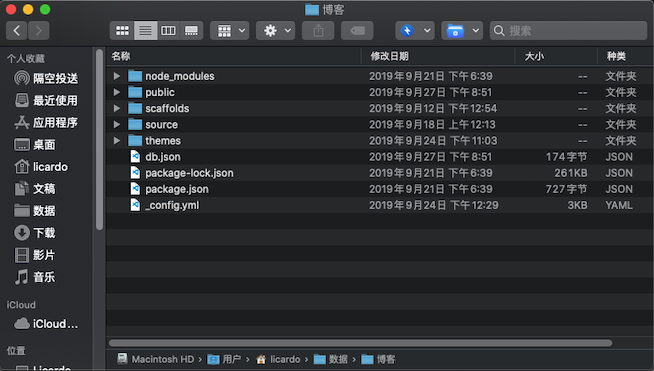 博客
搜索
个人收藏
名称 修改日期 大小 种类
隔空投送
node_modules 2019年9月21日 下午6:39 -- 文件夹
最近使用
public 2019年9月27日 下午8:51 -- 文件夹
应用程序
scaffolds 2019年9月12日 下午12:54 -- 文件夹
source 2019年9月18日 上午12:13 -- 文件夹
桌面
themes 2019年9月24日 下午11:03 -- 文件夹
licardo
db.json 2019年9月27日 下午8:51 174字节 JSON
package-lock.json 2019年9月21日 下午6:39 261KB JSON
文稿
package.json 2019年9月21日 下午6:39 727字节 JSON
数据
_config.yml 2019年9月24日 下午12:29 3KB YAML
下载
影片
音乐
iCloud
iCloud...
位置
Licardo
Macintosh HD 用户 licardo 数据 博客